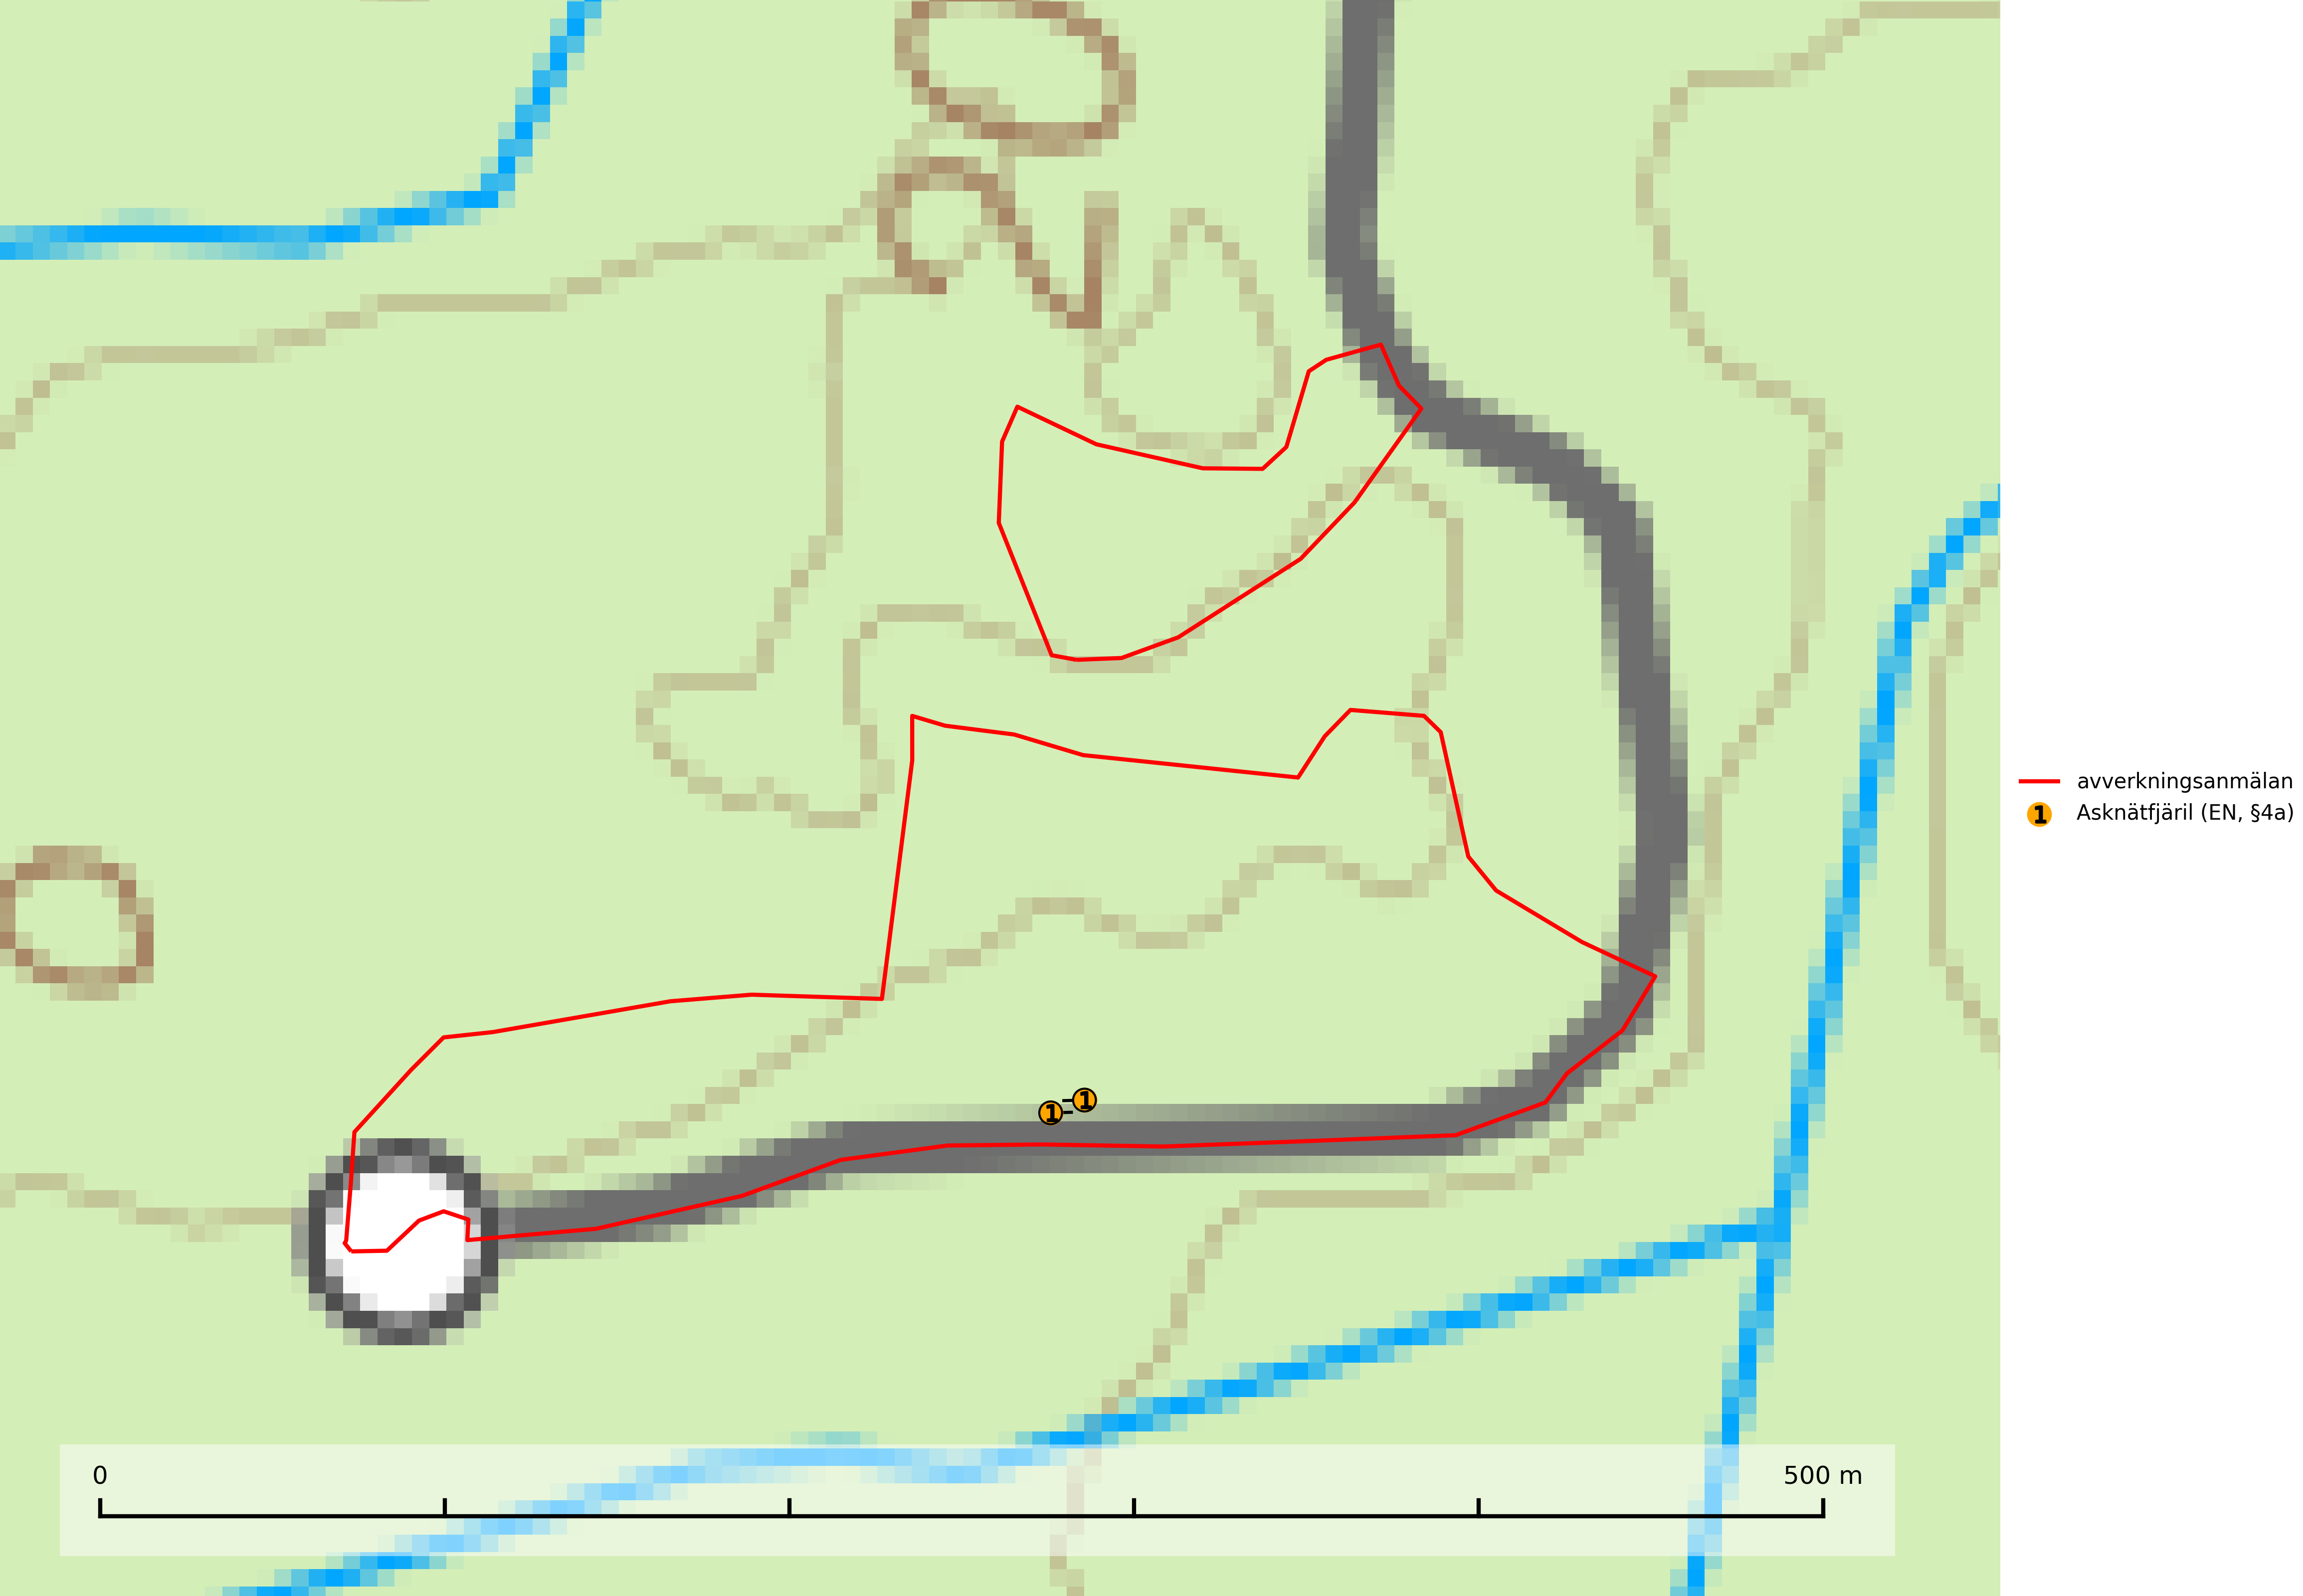 avverkningsanmälan
1 Asknätfjäril (EN, §4a)
1 1
0 500 m